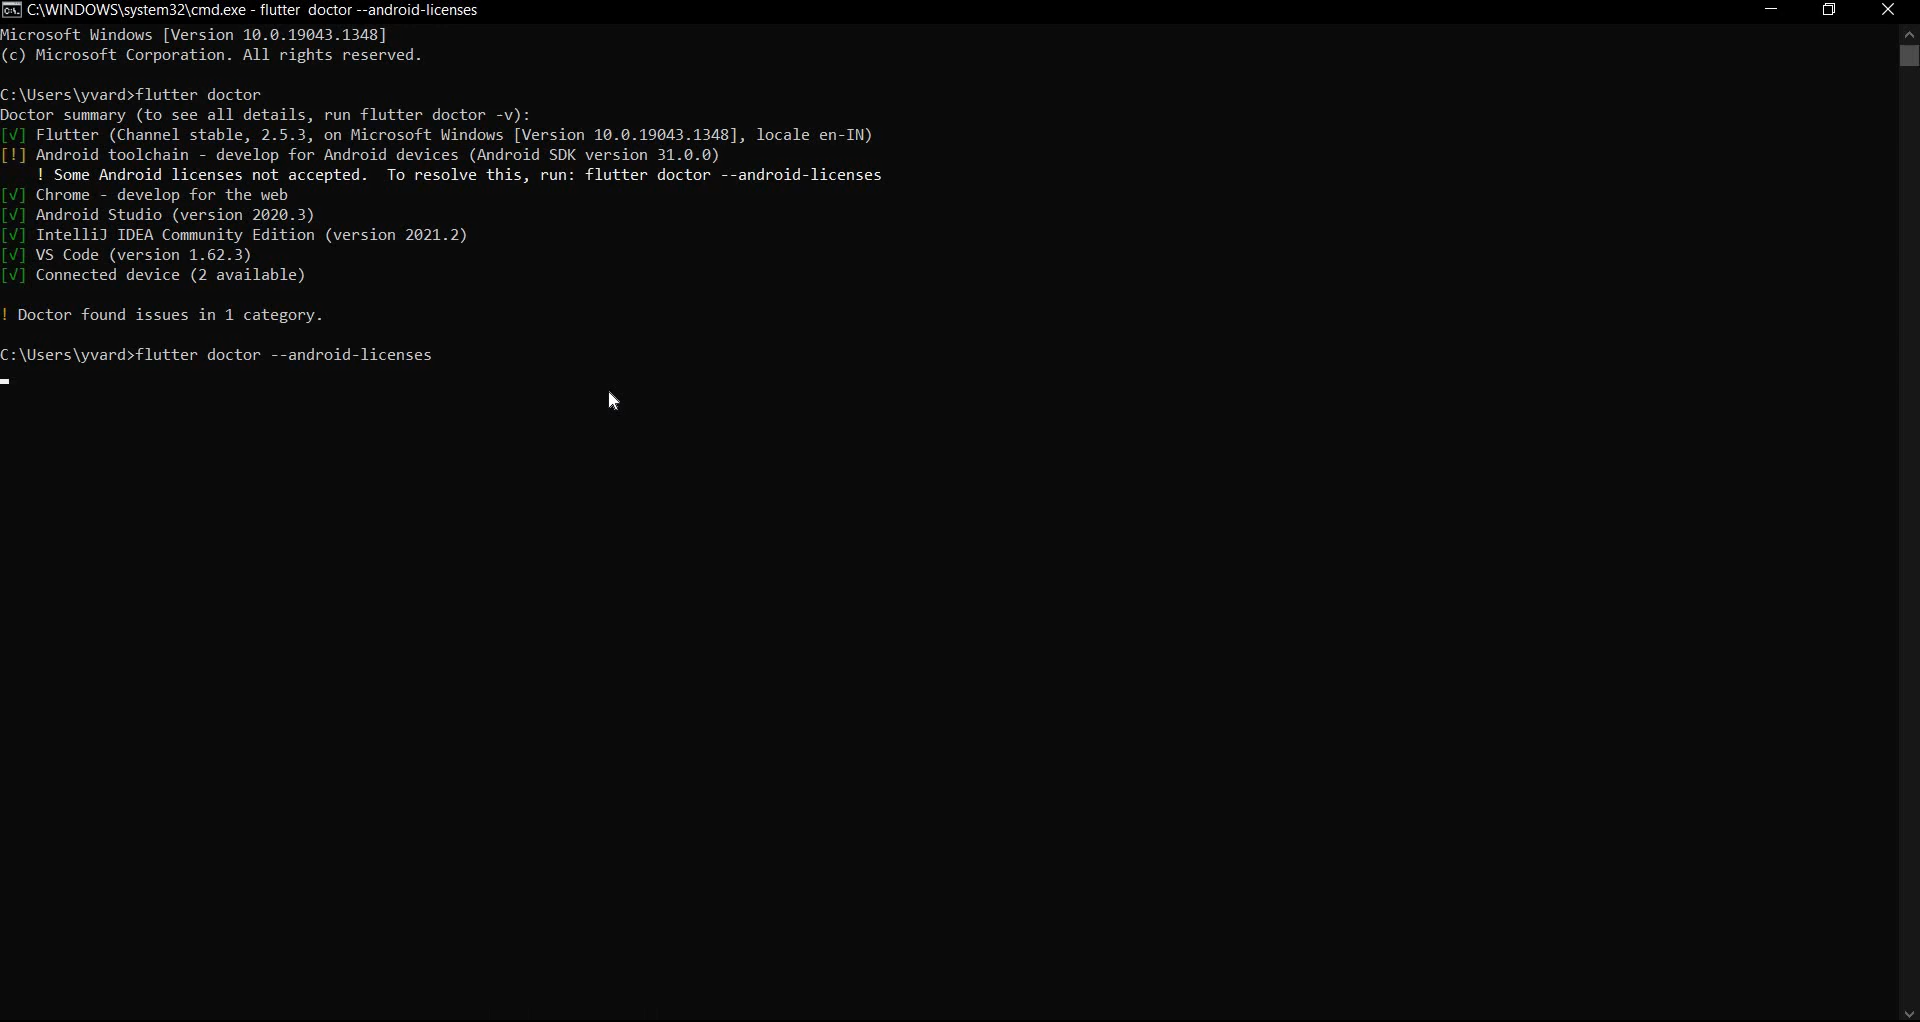 C:\WINDOWS\system32\cmd.exe - flutter  doctor --android-licenses
Microsoft Windows [Version 10.0.19043.1348]
(c) Microsoft Corporation. All rights reserved.
C:\Users\yvard>flutter doctor
Doctor summary (to see all details, run flutter doctor -v):
[√] Flutter (Channel stable, 2.5.3, on Microsoft Windows [Version 10.0.19043.1348], locale en-IN)
[!] Android toolchain - develop for Android devices (Android SDK version 31.0.0)
    ! Some Android licenses not accepted.  To resolve this, run: flutter doctor --android-licenses
[√] Chrome - develop for the web
[√] Android Studio (version 2020.3)
[√] IntelliJ IDEA Community Edition (version 2021.2)
[√] VS Code (version 1.62.3)
[√] Connected device (2 available)
! Doctor found issues in 1 category.
C:\Users\yvard>flutter doctor --android-licenses